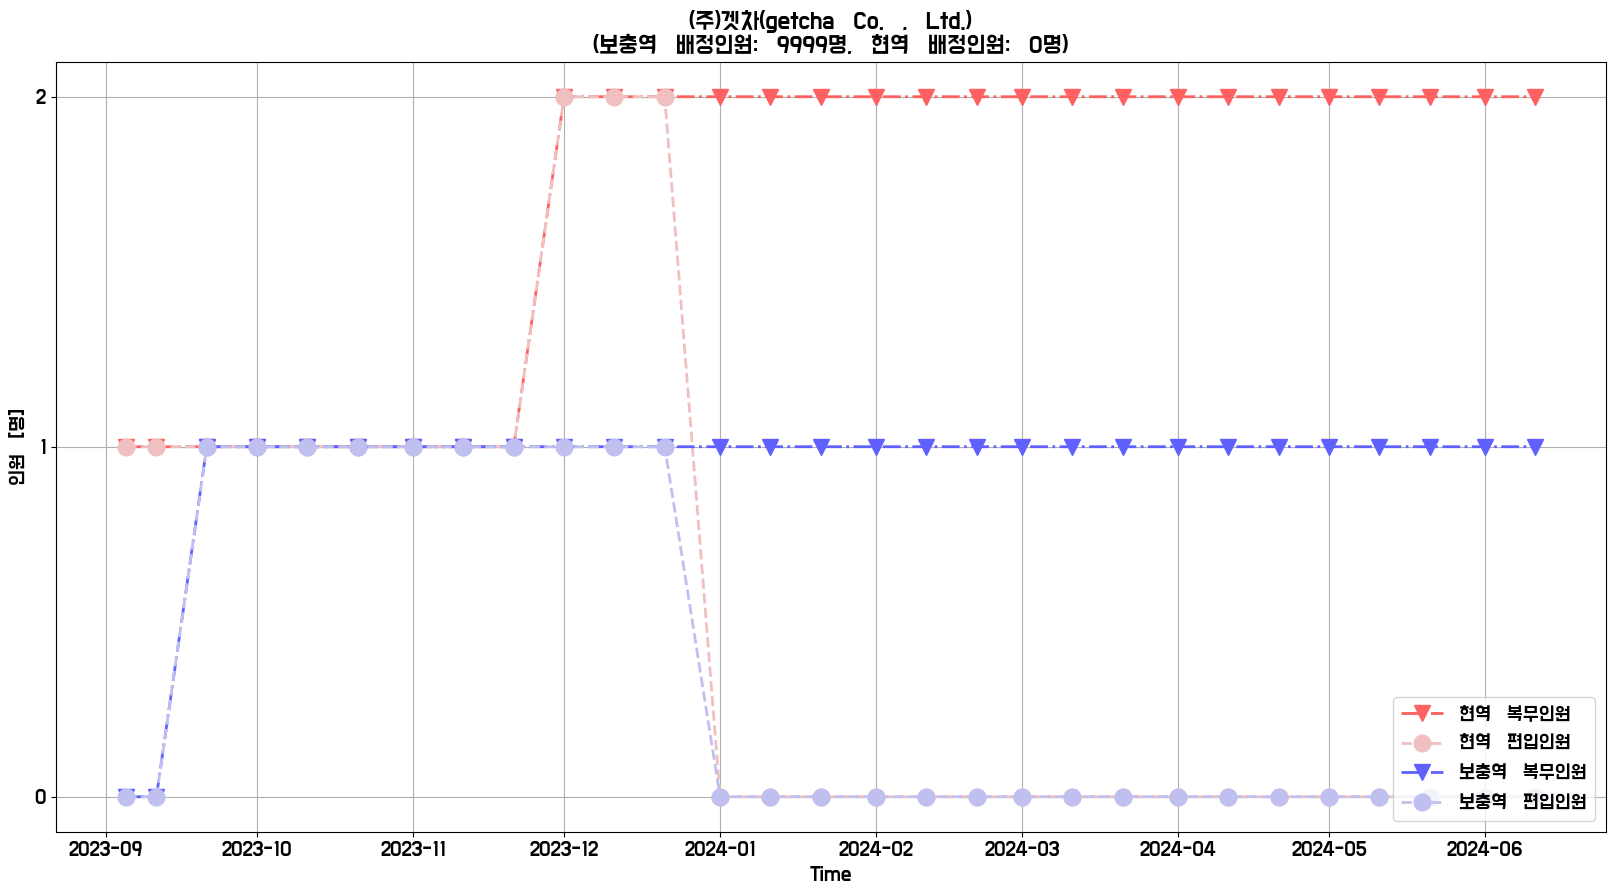 (주)겟차(getcha Co. , Ltd.)
(보충역 배정인원: 9999명, 현역 배정인원: 0명)
인원 [명]
2
1
0
2023-09 2023-10 2023-11 2023-12 2024-01 2024-02 2024-03 2024-04 2024-05 2024-06
Time
현역 복무인원
현역 편입인원
보충역 복무인원
보충역 편입인원